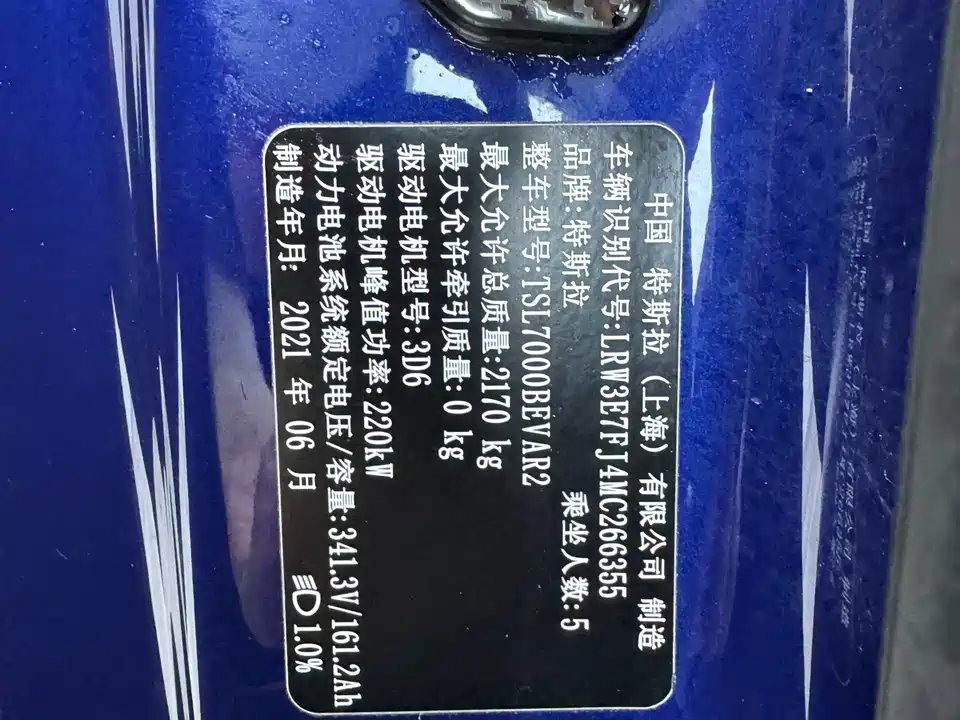 中国 特斯拉（上海）有限公司 制造
车辆识别代号:LRW3E7FJ4MC266355
品牌:特斯拉 乘坐人数:5
整车型号:TSL7000BEVAR2
最大允许总质量:2170 kg
最大允许牵引质量:0 kg
驱动电机型号:3D6
驱动电机峰值功率:220kW
动力电池系统额定电压/容量:341.3V/161.2Ah
制造年月: 2021 年 06 月 1.0%